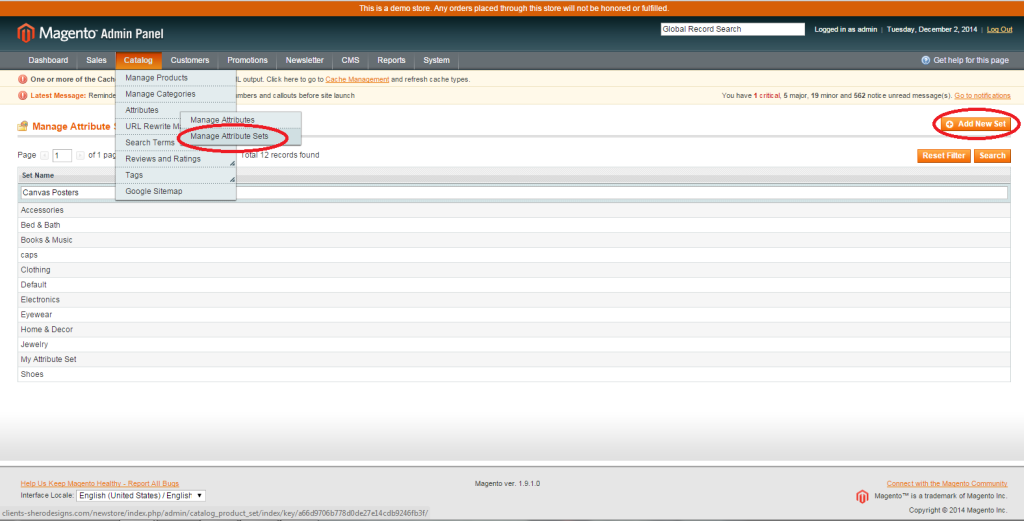 This is a demo store. Any orders placed through this store will not be honored or fulfilled.
Magento Admin Panel
Global Record Search
Logged in as admin | Tuesday, December 2, 2014 | Log Out
Dashboard Sales Catalog Customers Promotions Newsletter CMS Reports System
Get help for this page
One or more of the Cach
L output. Click here to go to Cache Management and refresh cache types.
Latest Message: Reminde
umbers and callouts before site launch
You have 1 critical, 5 major, 19 minor and 562 notice unread message(s). Go to notifications
Manage Products
Manage Categories
Attributes
URL Rewrite M
Search Terms
Reviews and Ratings
Tags
Google Sitemap
Manage Attributes
Manage Attribute Sets
Manage Attribute S
Add New Set
Page 1 of 1 pag
Total 12 records found
Reset Filter Search
Set Name
Canvas Posters
Accessories
Bed & Bath
Books & Music
caps
Clothing
Default
Electronics
Eyewear
Home & Decor
Jewelry
My Attribute Set
Shoes
Help Us Keep Magento Healthy - Report All Bugs
Interface Locale: English (United States) / English
Magento ver. 1.9.1.0
Connect with the Magento Community
Magento™ is a trademark of Magento Inc.
Copyright © 2014 Magento Inc.
clients-sherodesigns.com/newstore/index.php/admin/catalog_product_set/index/key/a66d9706b778d0de27e14cdb9246fb3f/